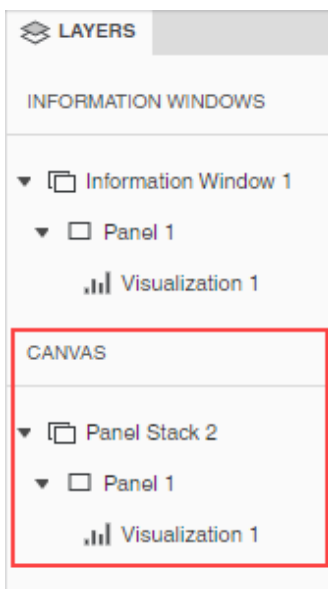 LAYERS
INFORMATION WINDOWS
Information Window 1
Panel 1
Visualization 1
CANVAS
Panel Stack 2
Panel 1
Visualization 1